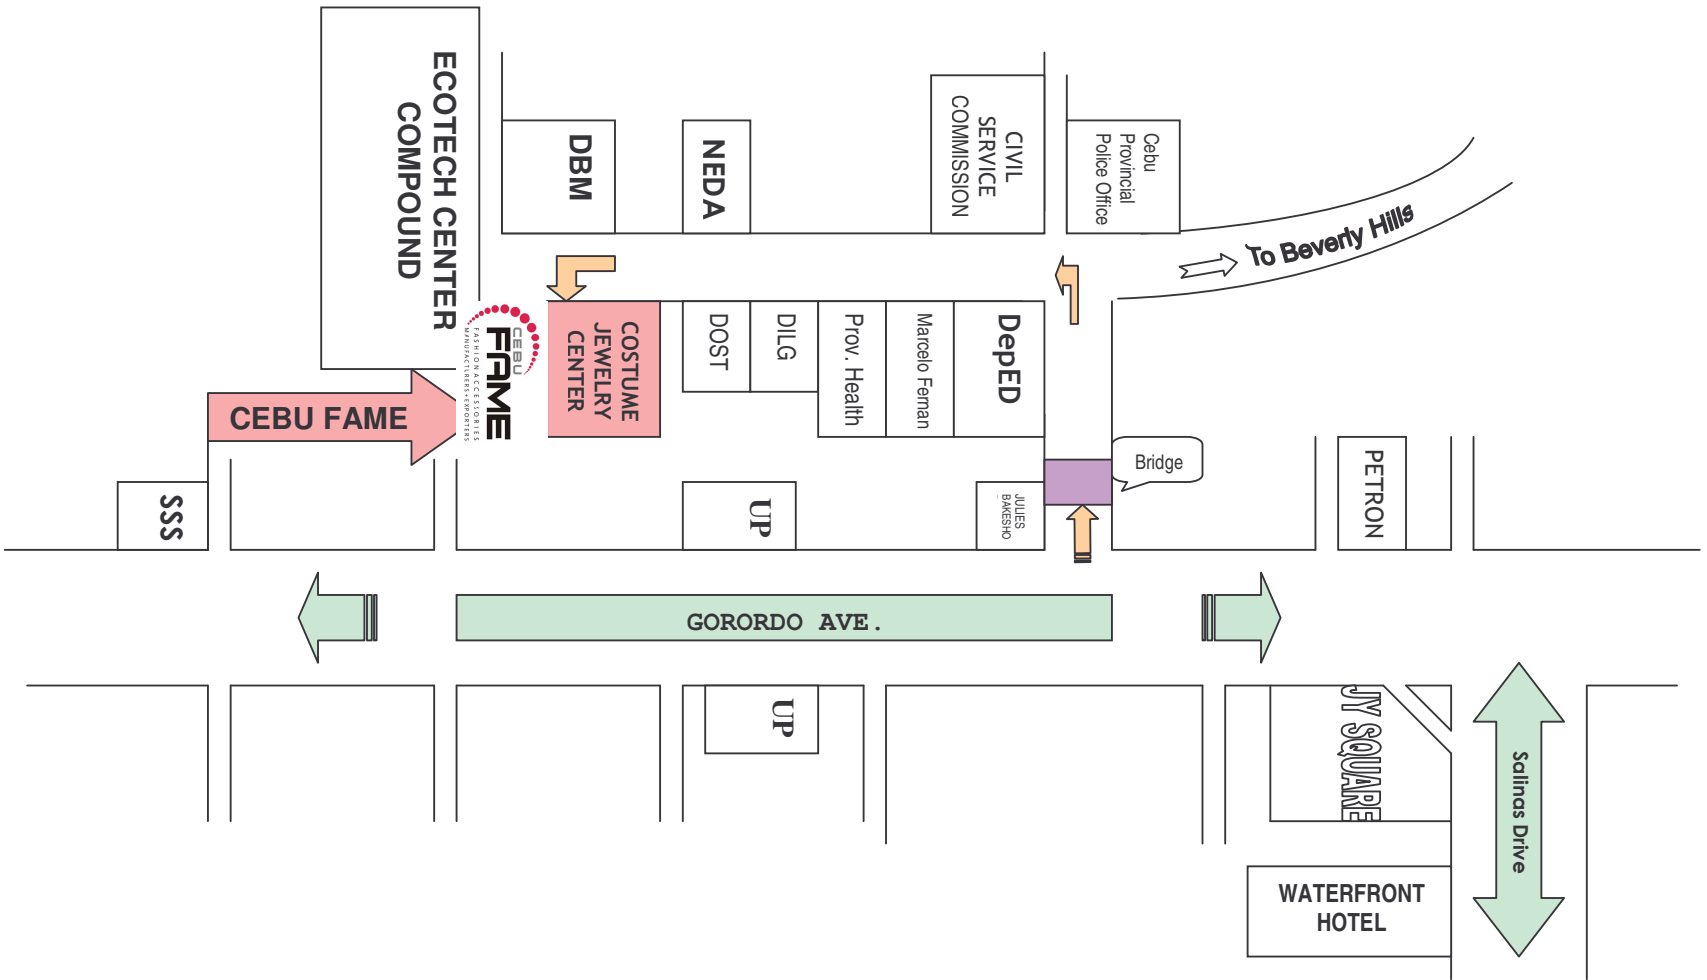 ECOTECH CENTER
COMPOUND
DBM
NEDA
CIVIL
SERVICE
COMMISSION
Cebu
Provincial
Police Office
To Beverly Hills
CEBU
FAME
FASHION ACCESSORIES
MANUFACTURERS+EXPORTERS
COSTUME
JEWELRY
CENTER
DOST
DILG
Prov. Health
Marcelo Fernan
DepED
CEBU FAME
Bridge
PETRON
SSS
UP
JULIES
BAKESHO
GORORDO AVE.
UP
JY SQUARE
Salinas Drive
WATERFRONT
HOTEL